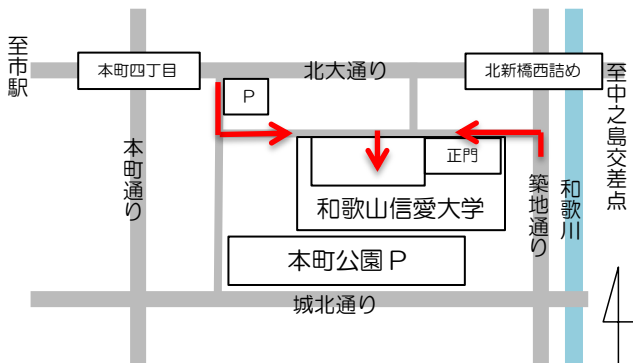 至市駅
本町四丁目
北大通り
北新橋西詰め
至中之島交差点
P
正門
本町通り
築地通り
和歌川
和歌山信愛大学
本町公園P
城北通り